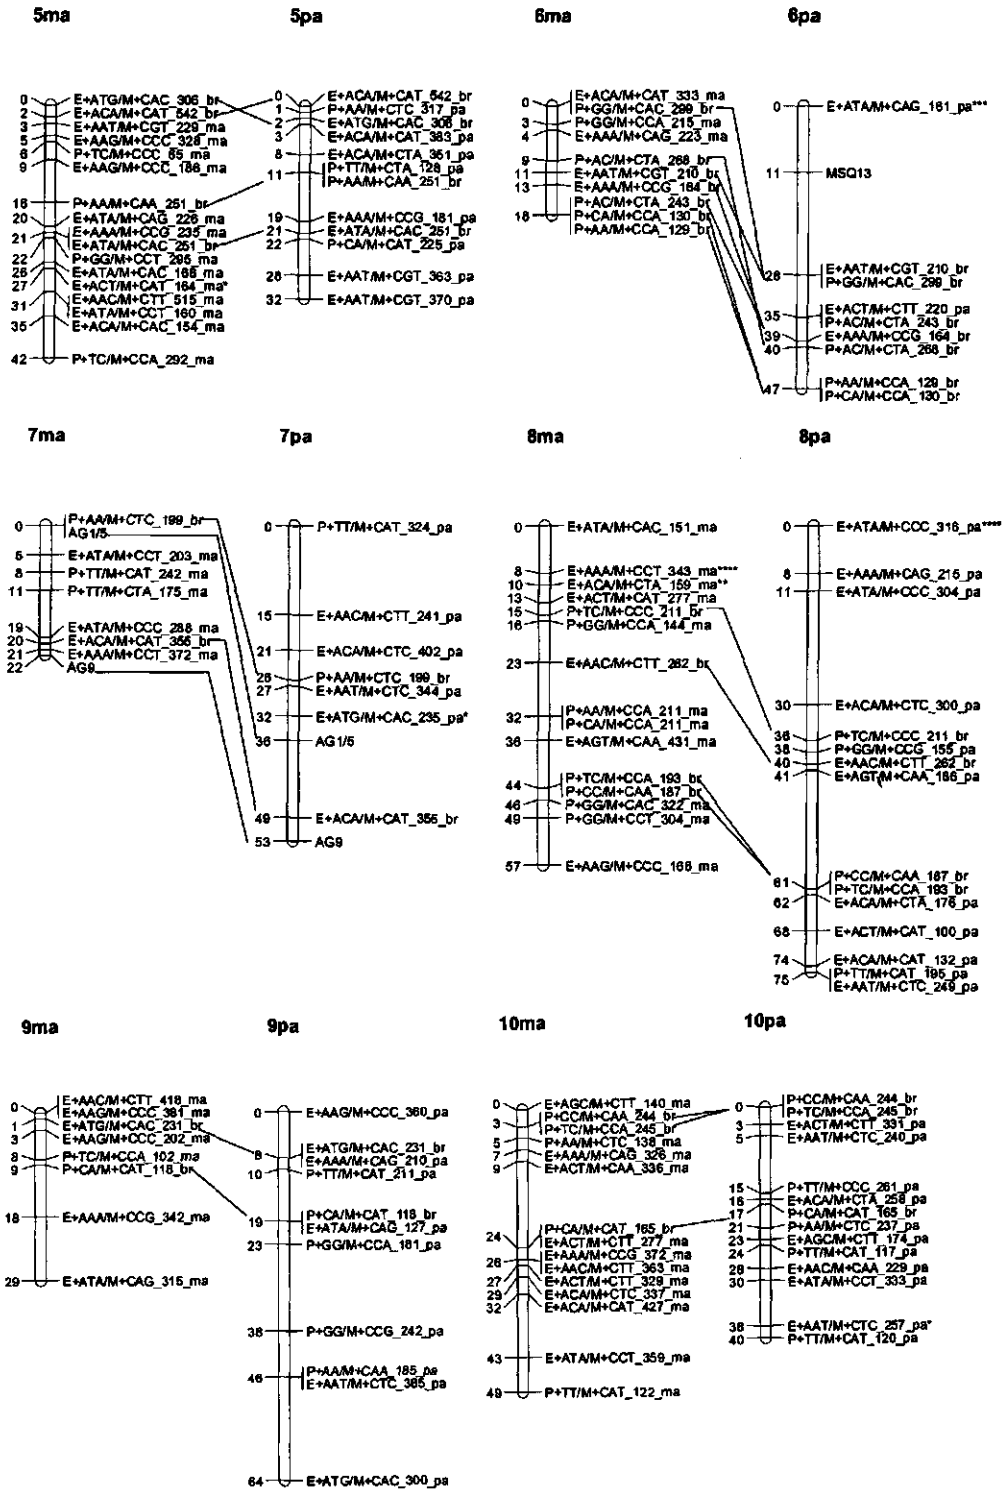 5ma
0 E+ATG/M+CAC_306_br
2 E+ACA/M+CAT_542_br
3 E+AAT/M+CGT_229_ma
5 E+AAG/M+CCC_328_ma
6 P+TC/M+CCC_65_ma
9 E+AAG/M+CCC_186_ma
16 P+AA/M+CAA_251_br
20 E+ATA/M+CAG_226_ma
E+AAA/M+CCG_235_ma
21 E+ATA/M+CAC_251_br
22 P+GG/M+CCT_295_ma
26 E+ATA/M+CAC_166_ma
27 E+ACT/M+CAT_164_ma*
E+AAC/M+CTT_515_ma
31 E+ATA/M+CCT_160_ma
35 E+ACA/M+CAC_154_ma
42 P+TC/M+CCA_292_ma
5pa
0 E+ACA/M+CAT_542_br
1 P+AA/M+CTC_317_pa
2 E+ATG/M+CAC_306_br
3 E+ACA/M+CAT_383_pa
8 E+ACA/M+CTA_351_pa
11 P+TT/M+CTA_128_pa
P+AA/M+CAA_251_br
19 E+AAA/M+CCG_181_pa
21 E+ATA/M+CAC_251_br
22 P+CA/M+CAT_225_pa
28 E+AAT/M+CGT_363_pa
32 E+AAT/M+CGT_370_pa
6ma
0 E+ACA/M+CAT_333_ma
P+GG/M+CAC_299_br
3 P+GG/M+CCA_215_ma
4 E+AAA/M+CAG_223_ma
9 P+AC/M+CTA_268_br
11 E+AAT/M+CGT_210_br
13 E+AAA/M+CCG_164_br
P+AC/M+CTA_243_br
18 P+CA/M+CCA_130_br
P+AA/M+CCA_129_br
6pa
0 E+ATA/M+CAG_161_pa***
11 MSQ13
28 E+AAT/M+CGT_210_br
P+GG/M+CAC_299_br
35 E+ACT/M+CTT_220_pa
P+AC/M+CTA_243_br
39 E+AAA/M+CCG_164_br
40 P+AC/M+CTA_268_br
47 P+AA/M+CCA_129_br
P+CA/M+CCA_130_br
7ma
0 P+AA/M+CTC_199_br
AG1/5
5 E+ATA/M+CCT_203_ma
8 P+TT/M+CAT_242_ma
11 P+TT/M+CTA_175_ma
19 E+ATA/M+CCC_288_ma
20 E+ACA/M+CAT_355_br
21 E+AAA/M+CCT_372_ma
22 AG9
7pa
0 P+TT/M+CAT_324_pa
15 E+AAC/M+CTT_241_pa
21 E+ACA/M+CTC_402_pa
26 P+AA/M+CTC_199_br
27 E+AAT/M+CTC_344_pa
32 E+ATG/M+CAC_235_pa*
36 AG1/5
49 E+ACA/M+CAT_355_br
53 AG9
8ma
0 E+ATA/M+CAC_151_ma
8 E+AAA/M+CCT_343_ma****
10 E+ACA/M+CTA_159_ma**
13 E+ACT/M+CAT_277_ma
15 P+TC/M+CCC_211_br
16 P+GG/M+CCA_144_ma
23 E+AAC/M+CTT_262_br
32 P+AA/M+CCA_211_ma
P+CA/M+CCA_211_ma
36 E+AGT/M+CAA_431_ma
44 P+TC/M+CCA_193_br
P+CC/M+CAA_187_br
46 P+GG/M+CAC_322_ma
49 P+GG/M+CCT_304_ma
57 E+AAG/M+CCC_168_ma
8pa
0 E+ATA/M+CCC_316_pa****
8 E+AAA/M+CAG_215_pa
11 E+ATA/M+CCC_304_pa
30 E+ACA/M+CTC_300_pa
36 P+TC/M+CCC_211_br
38 P+GG/M+CCG_155_pa
40 E+AAC/M+CTT_262_br
41 E+AGT/M+CAA_186_pa
61 P+CC/M+CAA_187_br
P+TC/M+CCA_193_br
62 E+ACA/M+CTA_176_pa
68 E+ACT/M+CAT_100_pa
74 E+ACA/M+CAT_132_pa
75 P+TT/M+CAT_195_pa
E+AAT/M+CTC_249_pa
9ma
0 E+AAC/M+CTT_418_ma
E+AAG/M+CCC_381_ma
1 E+ATG/M+CAC_231_br
3 E+AAG/M+CCC_202_ma
8 P+TC/M+CCA_102_ma
9 P+CA/M+CAT_118_br
18 E+AAA/M+CCG_342_ma
29 E+ATA/M+CAG_315_ma
9pa
0 E+AAG/M+CCC_360_pa
8 E+ATG/M+CAC_231_br
E+AAA/M+CAG_210_pa
10 P+TT/M+CAT_211_pa
19 P+CA/M+CAT_118_br
E+ATA/M+CAG_127_pa
23 P+GG/M+CCA_181_pa
38 P+GG/M+CCG_242_pa
46 P+AA/M+CAA_185_pa
E+AAT/M+CTC_385_pa
64 E+ATG/M+CAC_300_pa
10ma
0 E+AGC/M+CTT_140_ma
3 P+CC/M+CAA_244_br
P+TC/M+CCA_245_br
5 P+AA/M+CTC_138_ma
7 E+AAA/M+CAG_326_ma
9 E+ACT/M+CAA_336_ma
24 P+CA/M+CAT_165_br
E+ACT/M+CTT_277_ma
26 E+AAA/M+CCG_372_ma
E+AAC/M+CTT_363_ma
27 E+ACT/M+CTT_329_ma
29 E+ACA/M+CTC_337_ma
32 E+ACA/M+CAT_427_ma
43 E+ATA/M+CCT_359_ma
49 P+TT/M+CAT_122_ma
10pa
0 P+CC/M+CAA_244_br
P+TC/M+CCA_245_br
3 E+ACT/M+CTT_331_pa
5 E+AAT/M+CTC_240_pa
15 P+TT/M+CCC_261_pa
16 E+ACA/M+CTA_258_pa
17 P+CA/M+CAT_165_br
21 P+AA/M+CTC_237_pa
23 E+AGC/M+CTT_174_pa
24 P+TT/M+CAT_117_pa
28 E+AAC/M+CAA_229_pa
30 E+ATA/M+CCT_333_pa
38 E+AAT/M+CTC_257_pa*
40 P+TT/M+CAT_120_pa